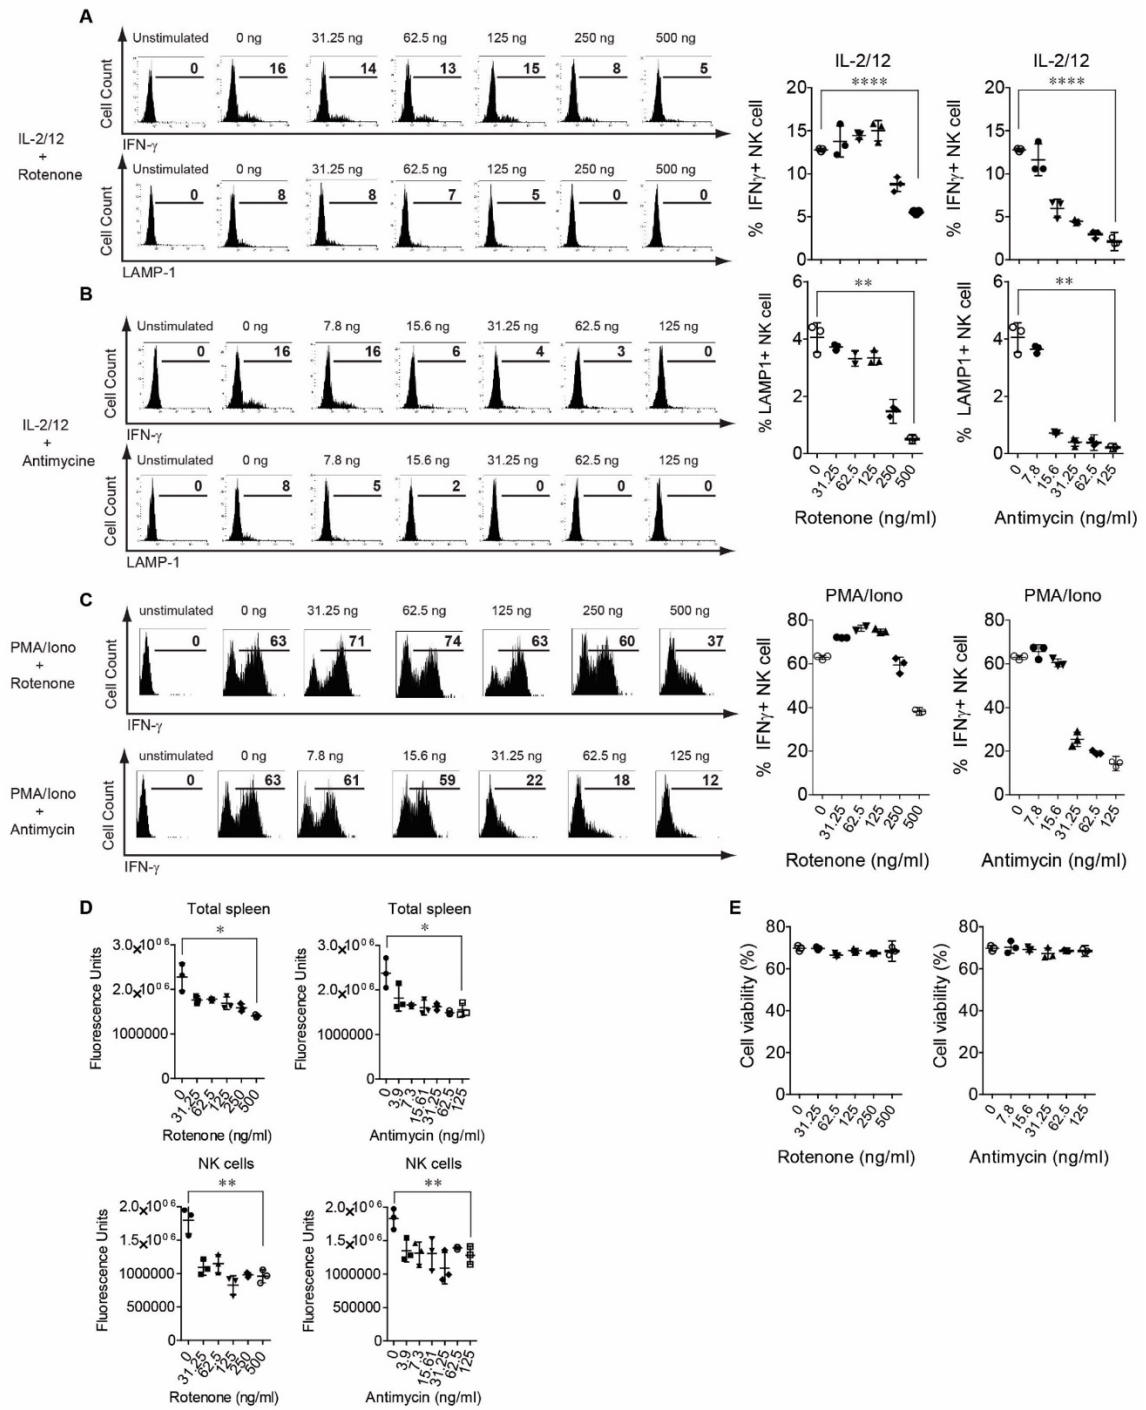 A
Unstimulated 0 ng 31.25 ng 62.5 ng 125 ng 250 ng 500 ng
0 16 14 13 15 8 5
Cell Count
IFN-γ
IL-2/12
+
Rotenone
Unstimulated 0 ng 31.25 ng 62.5 ng 125 ng 250 ng 500 ng
0 8 8 7 5 0 0
Cell Count
LAMP-1
IL-2/12
****
% IFNγ+ NK cell
20
15
10
5
0
IL-2/12
****
% IFNγ+ NK cell
20
15
10
5
0
B
Unstimulated 0 ng 7.8 ng 15.6 ng 31.25 ng 62.5 ng 125 ng
0 16 16 6 4 3 0
Cell Count
IFN-γ
IL-2/12
+
Antimycine
Unstimulated 0 ng 7.8 ng 15.6 ng 31.25 ng 62.5 ng 125 ng
0 8 5 2 0 0 0
Cell Count
LAMP-1
**
% LAMP1+ NK cell
6
4
2
0
0 31.25 62.5 125 250 500
Rotenone (ng/ml)
**
% LAMP1+ NK cell
6
4
2
0
0 7.8 15.6 31.25 62.5 125
Antimycin (ng/ml)
C
unstimulated 0 ng 31.25 ng 62.5 ng 125 ng 250 ng 500 ng
0 63 71 74 63 60 37
Cell Count
IFN-γ
PMA/Iono
+
Rotenone
unstimulated 0 ng 7.8 ng 15.6 ng 31.25 ng 62.5 ng 125 ng
0 63 61 59 22 18 12
Cell Count
IFN-γ
PMA/Iono
+
Antimycin
PMA/Iono
% IFNγ+ NK cell
80
60
40
20
0
0 31.25 62.5 125 250 500
Rotenone (ng/ml)
PMA/Iono
% IFNγ+ NK cell
80
60
40
20
0
0 7.8 15.6 31.25 62.5 125
Antimycin (ng/ml)
D
Total spleen
*
Fluorescence Units
3.0×10⁰⁶
2.0×10⁰⁶
1000000
0
0 31.25 62.5 125 250 500
Rotenone (ng/ml)
Total spleen
*
Fluorescence Units
3.0×10⁰⁶
2.0×10⁰⁶
1000000
0
0 3.9 7.3 15.61 31.25 62.5 125
Antimycin (ng/ml)
NK cells
**
Fluorescence Units
2.0×10⁰⁶
1.5×10⁰⁶
1000000
500000
0
0 31.25 62.5 125 250 500
Rotenone (ng/ml)
NK cells
**
Fluorescence Units
2.0×10⁰⁶
1.5×10⁰⁶
1000000
500000
0
0 3.9 7.3 15.61 31.25 62.5 125
Antimycin (ng/ml)
E
Cell viability (%)
80
60
40
20
0
0 31.25 62.5 125 250 500
Rotenone (ng/ml)
Cell viability (%)
80
60
40
20
0
0 7.8 15.6 31.25 62.5 125
Antimycin (ng/ml)